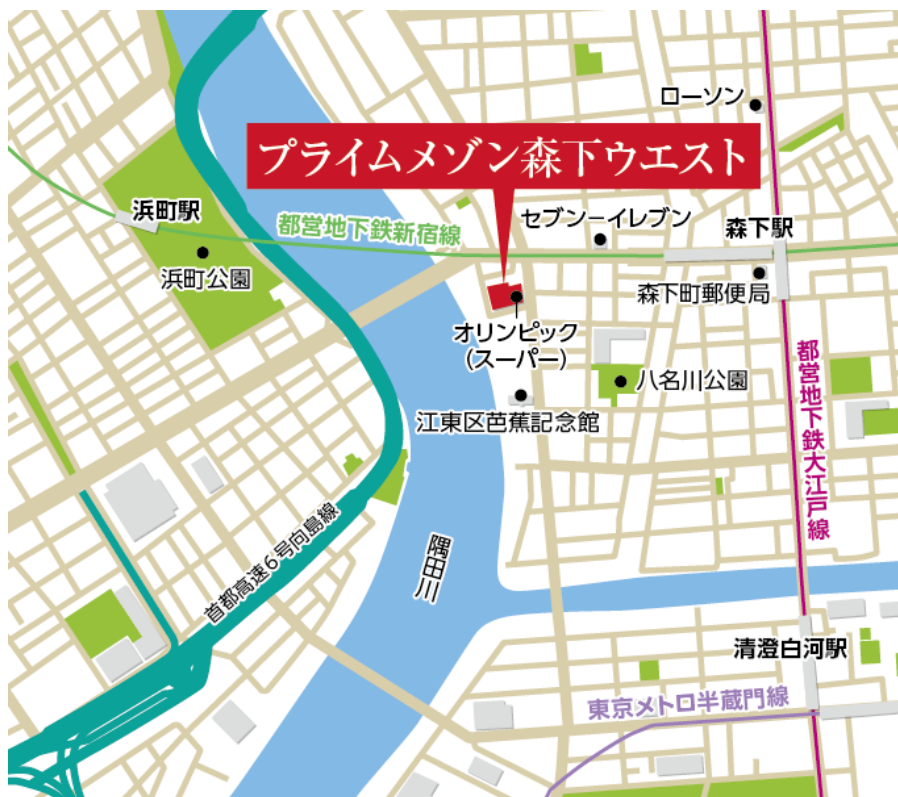 ローソン
プライムメゾン森下ウエスト
浜町駅
都営地下鉄新宿線
セブン-イレブン
森下駅
浜町公園
森下町郵便局
オリンピック
(スーパー)
八名川公園
江東区芭蕉記念館
都営地下鉄大江戸線
首都高速6号向島線
隅田川
清澄白河駅
東京メトロ半蔵門線